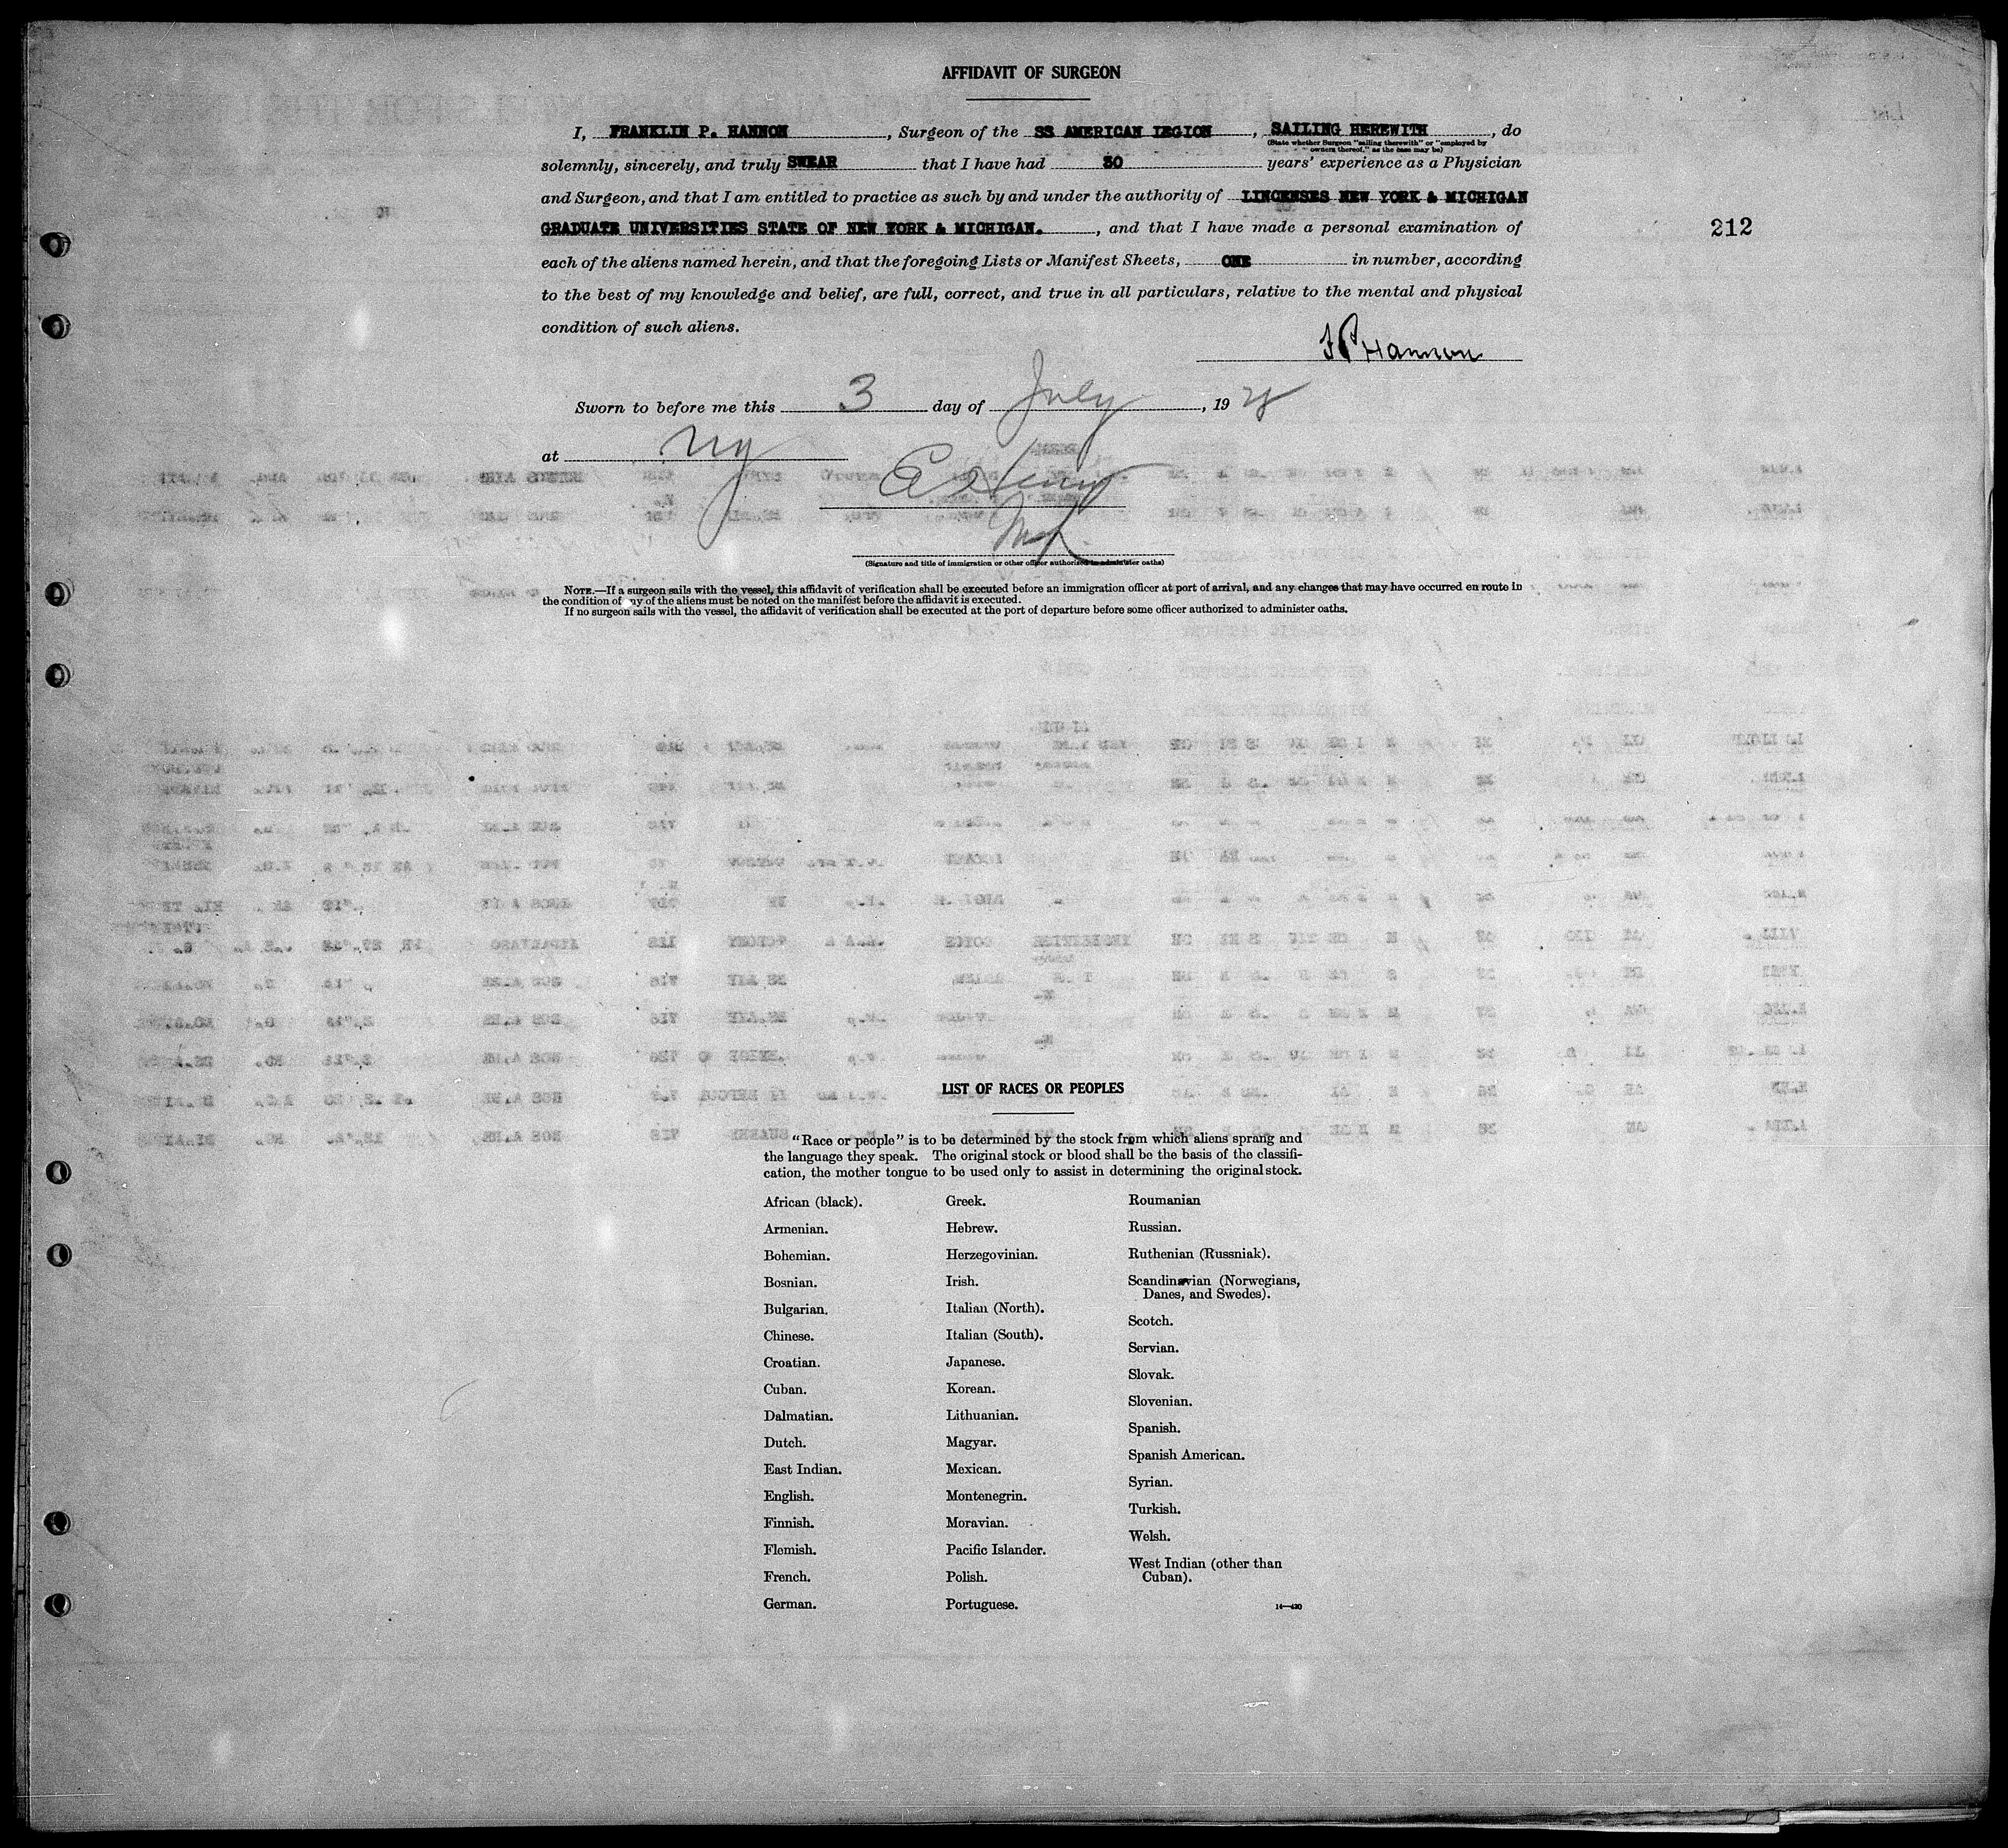 AFFIDAVIT OF SURGEON
I, FRANKLIN P. HANNON, Surgeon of the SS AMERICAN LEGION, SAILING HEREWITH, do
(State whether Surgeon "sailing therewith" or "employed by
owners thereof," as the case may be)
solemnly, sincerely, and truly SWEAR that I have had 30 years' experience as a Physician
and Surgeon, and that I am entitled to practice as such by and under the authority of LINCENSES NEW YORK & MICHIGAN
GRADUATE UNIVERSITIES STATE OF NEW YORK & MICHIGAN., and that I have made a personal examination of
212
each of the aliens named herein, and that the foregoing Lists or Manifest Sheets, ONE in number, according
to the best of my knowledge and belief, are full, correct, and true in all particulars, relative to the mental and physical
condition of such aliens.
F P Hannon
Sworn to before me this 3 day of July, 19
at NY
(Signature and title of immigration or other officer authorized to administer oaths)
NOTE.—If a surgeon sails with the vessel, this affidavit of verification shall be executed before an immigration officer at port of arrival, and any changes that may have occurred en route in
the condition of any of the aliens must be noted on the manifest before the affidavit is executed.
If no surgeon sails with the vessel, the affidavit of verification shall be executed at the port of departure before some officer authorized to administer oaths.
LIST OF RACES OR PEOPLES
"Race or people" is to be determined by the stock from which aliens sprang and
the language they speak. The original stock or blood shall be the basis of the classifi-
cation, the mother tongue to be used only to assist in determining the original stock.
African (black).
Armenian.
Bohemian.
Bosnian.
Bulgarian.
Chinese.
Croatian.
Cuban.
Dalmatian.
Dutch.
East Indian.
English.
Finnish.
Flemish.
French.
German.
Greek.
Hebrew.
Herzegovinian.
Irish.
Italian (North).
Italian (South).
Japanese.
Korean.
Lithuanian.
Magyar.
Mexican.
Montenegrin.
Moravian.
Pacific Islander.
Polish.
Portuguese.
Roumanian
Russian.
Ruthenian (Russniak).
Scandinavian (Norwegians,
Danes, and Swedes).
Scotch.
Servian.
Slovak.
Slovenian.
Spanish.
Spanish American.
Syrian.
Turkish.
Welsh.
West Indian (other than
Cuban).
14—430